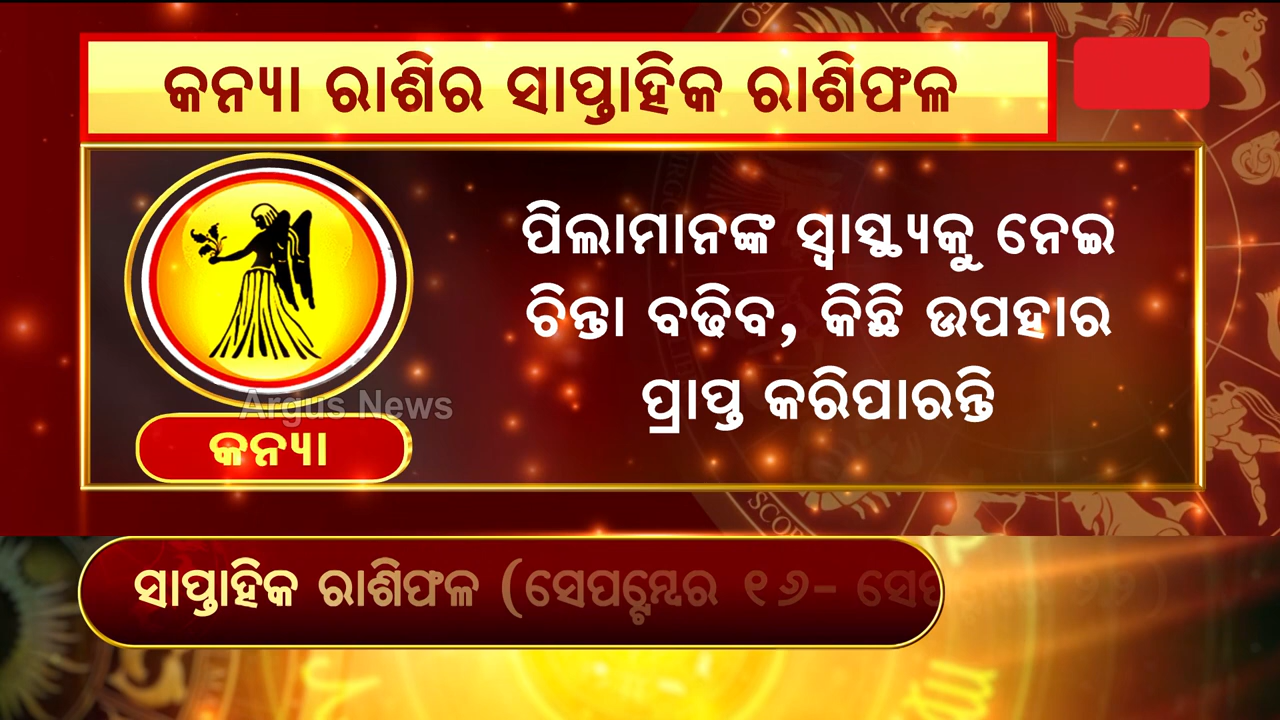 କନ୍ୟା ରାଶିର ସାପ୍ତାହିକ ରାଶିଫଳ
ପିଲାମାନଙ୍କ ସ୍ୱାସ୍ଥ୍ୟକୁ ନେଇ
ଚିନ୍ତା ବଢିବ, କିଛି ଉପହାର
ପ୍ରାପ୍ତ କରିପାରନ୍ତି
Argus News
କନ୍ୟା
ସାପ୍ତାହିକ ରାଶିଫଳ (ସେପ୍ଟେମ୍ବର ୧୬-